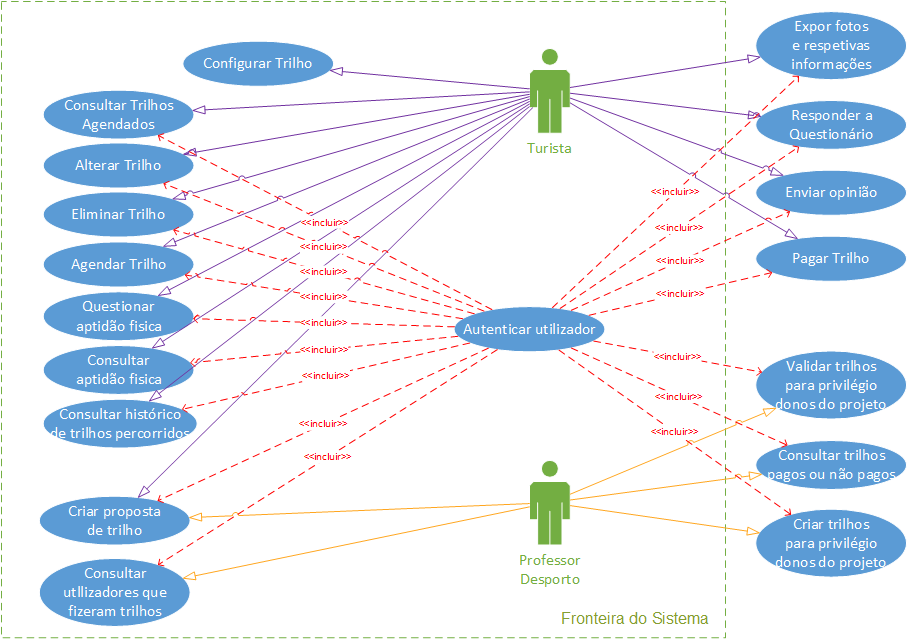 Configurar Trilho
Consultar Trilhos
Agendados
Alterar Trilho
Eliminar Trilho
Agendar Trilho
Questionar
aptidão fisica
Consultar
aptidão fisica
Consultar histórico
de trilhos percorridos
Criar proposta
de trilho
Consultar
utllizadores que
fizeram trilhos
<<incluir>>
<<incluir>>
<<incluir>>
<<incluir>>
<<incluir>>
<<incluir>>
<<incluir>>
<<incluir>>
<<incluir>>
Turista
Autenticar utilizador
Professor
Desporto
Fronteira do Sistema
<<incluir>>
<<incluir>>
<<incluir>>
<<incluir>>
<<incluir>>
<<incluir>>
<<incluir>>
Expor fotos
e respetivas
informações
Responder a
Questionário
Enviar opinião
Pagar Trilho
Validar trilhos
para privilégio
donos do projeto
Consultar trilhos
pagos ou não pagos
Criar trilhos
para privilégio
donos do projeto